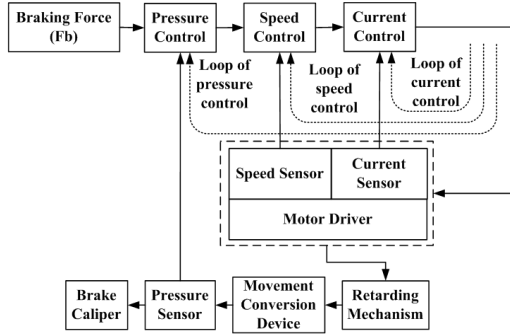 Braking Force
(Fb)
Pressure
Control
Speed
Control
Current
Control
Loop of
pressure
control
Loop of
speed
control
Loop of
current
control
Speed Sensor
Current
Sensor
Motor Driver
Brake
Caliper
Pressure
Sensor
Movement
Conversion
Device
Retarding
Mechanism